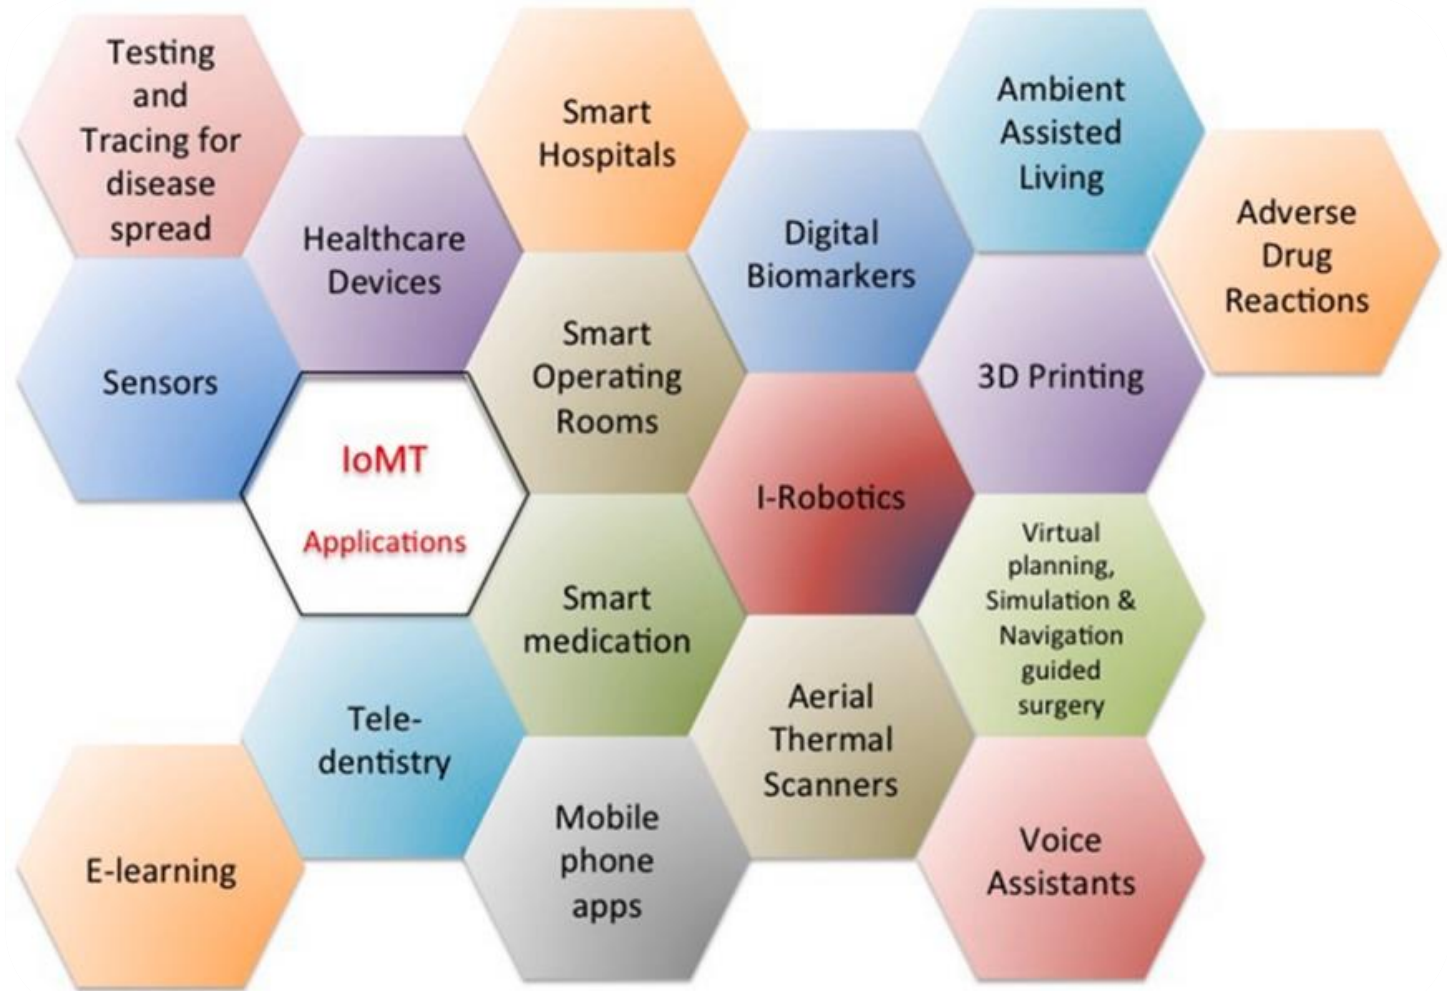 Testing
and
Tracing for
disease
spread
Healthcare
Devices
Smart
Hospitals
Digital
Biomarkers
Ambient
Assisted
Living
Adverse
Drug
Reactions
Sensors
IoMT
Applications
Smart
Operating
Rooms
I-Robotics
3D Printing
Smart
medication
Virtual
planning,
Simulation &
Navigation
guided
surgery
Tele-
dentistry
Aerial
Thermal
Scanners
E-learning
Mobile
phone
apps
Voice
Assistants